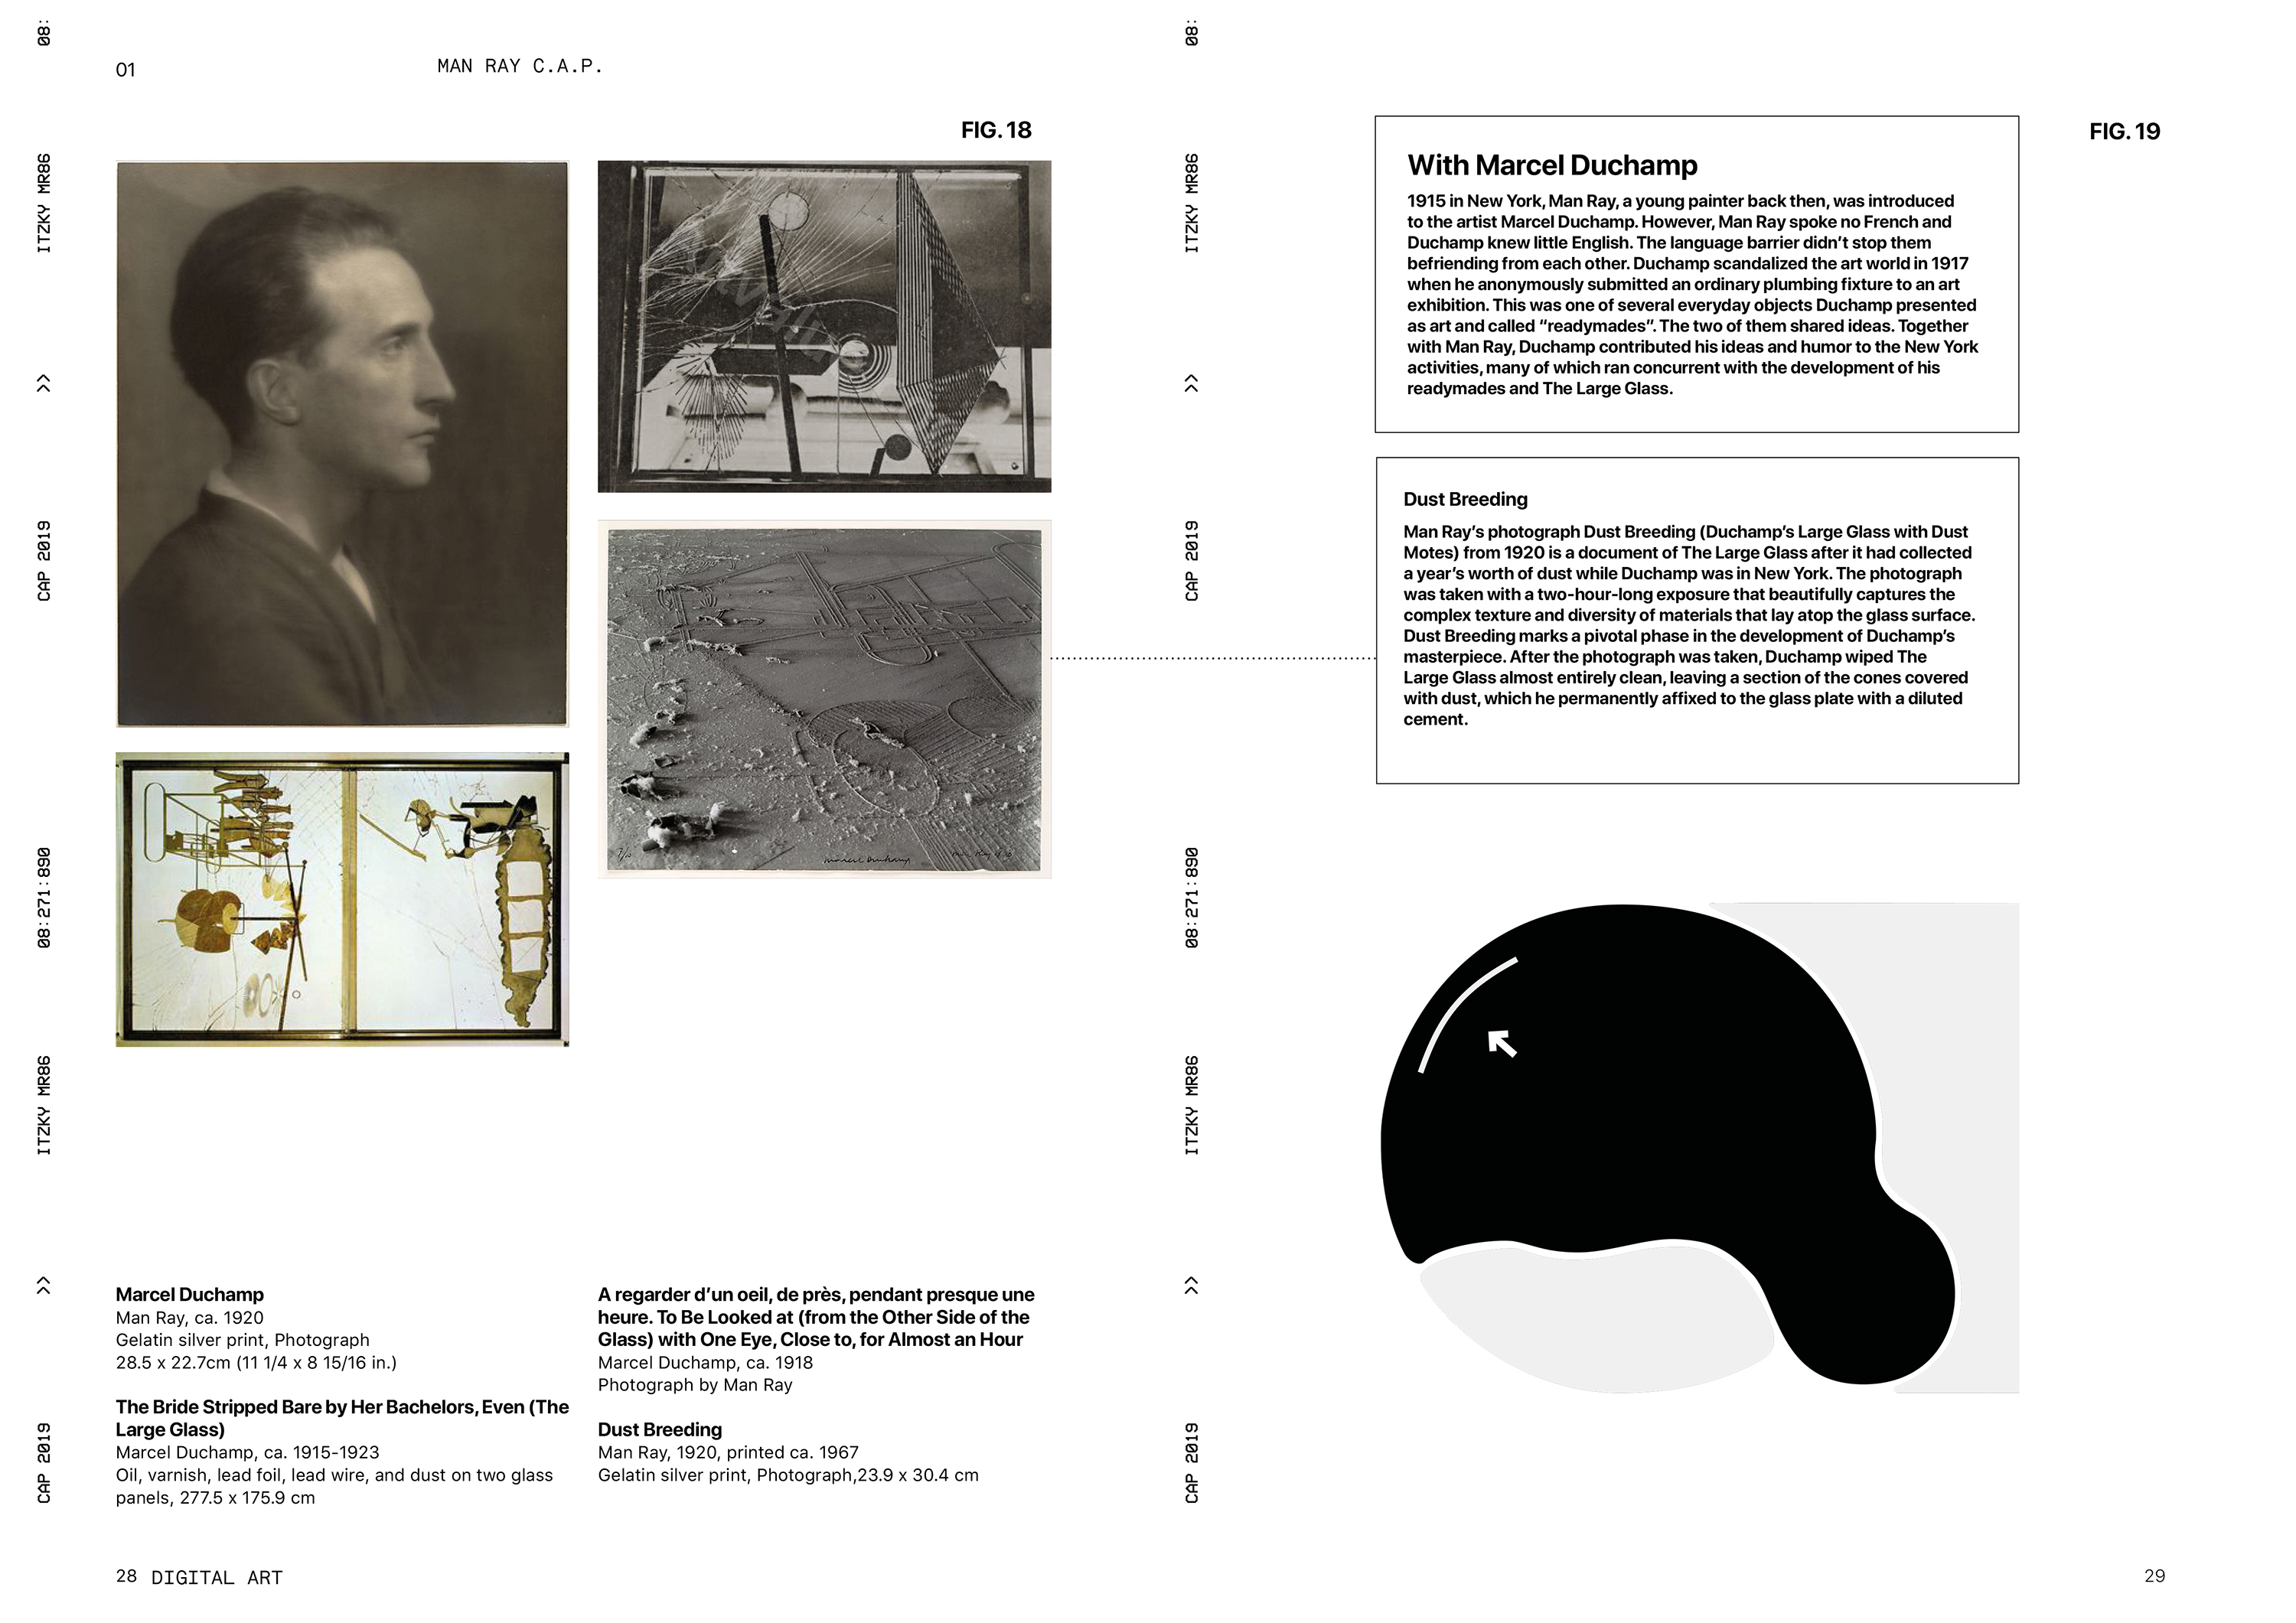 08:
ITZKY MR86
>>
CAP 2019
08:271:890
ITZKY MR86
>>
CAP 2019
01
MAN RAY C.A.P.
FIG. 18
Marcel Duchamp
Man Ray, ca. 1920
Gelatin silver print, Photograph
28.5 x 22.7cm (11 1/4 x 8 15/16 in.)
The Bride Stripped Bare by Her Bachelors, Even (The
Large Glass)
Marcel Duchamp, ca. 1915-1923
Oil, varnish, lead foil, lead wire, and dust on two glass
panels, 277.5 x 175.9 cm
A regarder d’un oeil, de près, pendant presque une
heure. To Be Looked at (from the Other Side of the
Glass) with One Eye, Close to, for Almost an Hour
Marcel Duchamp, ca. 1918
Photograph by Man Ray
Dust Breeding
Man Ray, 1920, printed ca. 1967
Gelatin silver print, Photograph,23.9 x 30.4 cm
28 DIGITAL ART
08:
ITZKY MR86
>>
CAP 2019
08:271:890
ITZKY MR86
>>
CAP 2019
FIG. 19
With Marcel Duchamp
1915 in New York, Man Ray, a young painter back then, was introduced
to the artist Marcel Duchamp. However, Man Ray spoke no French and
Duchamp knew little English. The language barrier didn’t stop them
befriending from each other. Duchamp scandalized the art world in 1917
when he anonymously submitted an ordinary plumbing fixture to an art
exhibition. This was one of several everyday objects Duchamp presented
as art and called “readymades”. The two of them shared ideas. Together
with Man Ray, Duchamp contributed his ideas and humor to the New York
activities, many of which ran concurrent with the development of his
readymades and The Large Glass.
Dust Breeding
Man Ray’s photograph Dust Breeding (Duchamp’s Large Glass with Dust
Motes) from 1920 is a document of The Large Glass after it had collected
a year’s worth of dust while Duchamp was in New York. The photograph
was taken with a two-hour-long exposure that beautifully captures the
complex texture and diversity of materials that lay atop the glass surface.
Dust Breeding marks a pivotal phase in the development of Duchamp’s
masterpiece. After the photograph was taken, Duchamp wiped The
Large Glass almost entirely clean, leaving a section of the cones covered
with dust, which he permanently affixed to the glass plate with a diluted
cement.
Marcel Duchamp
29